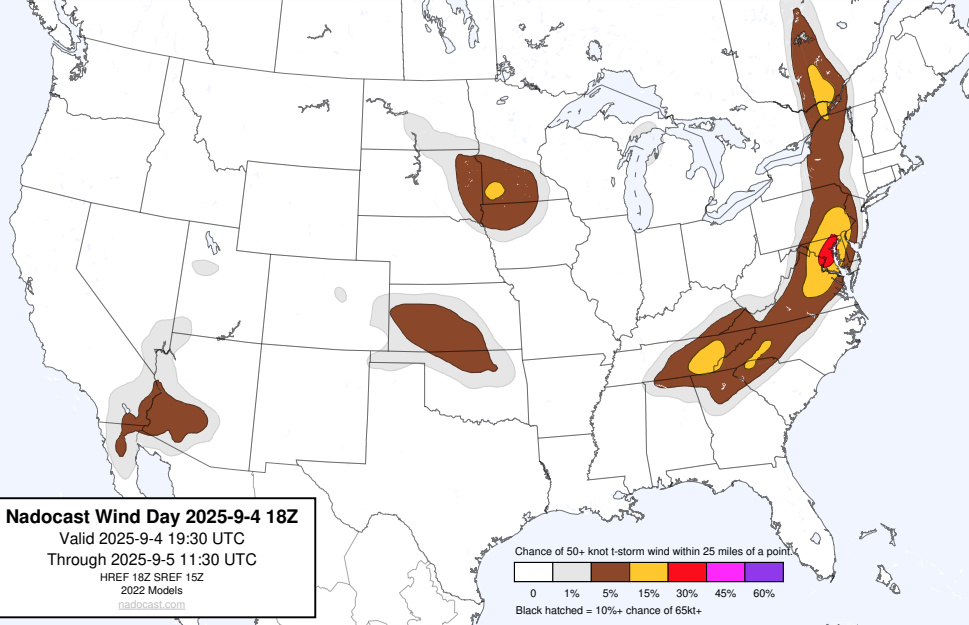 Nadocast Wind Day 2025-9-4 18Z
Valid 2025-9-4 19:30 UTC
Through 2025-9-5 11:30 UTC
HREF 18Z SREF 15Z
2022 Models
nadocast.com
Chance of 50+ knot t-storm wind within 25 miles of a point.
0 1% 5% 15% 30% 45% 60%
Black hatched = 10%+ chance of 65kt+